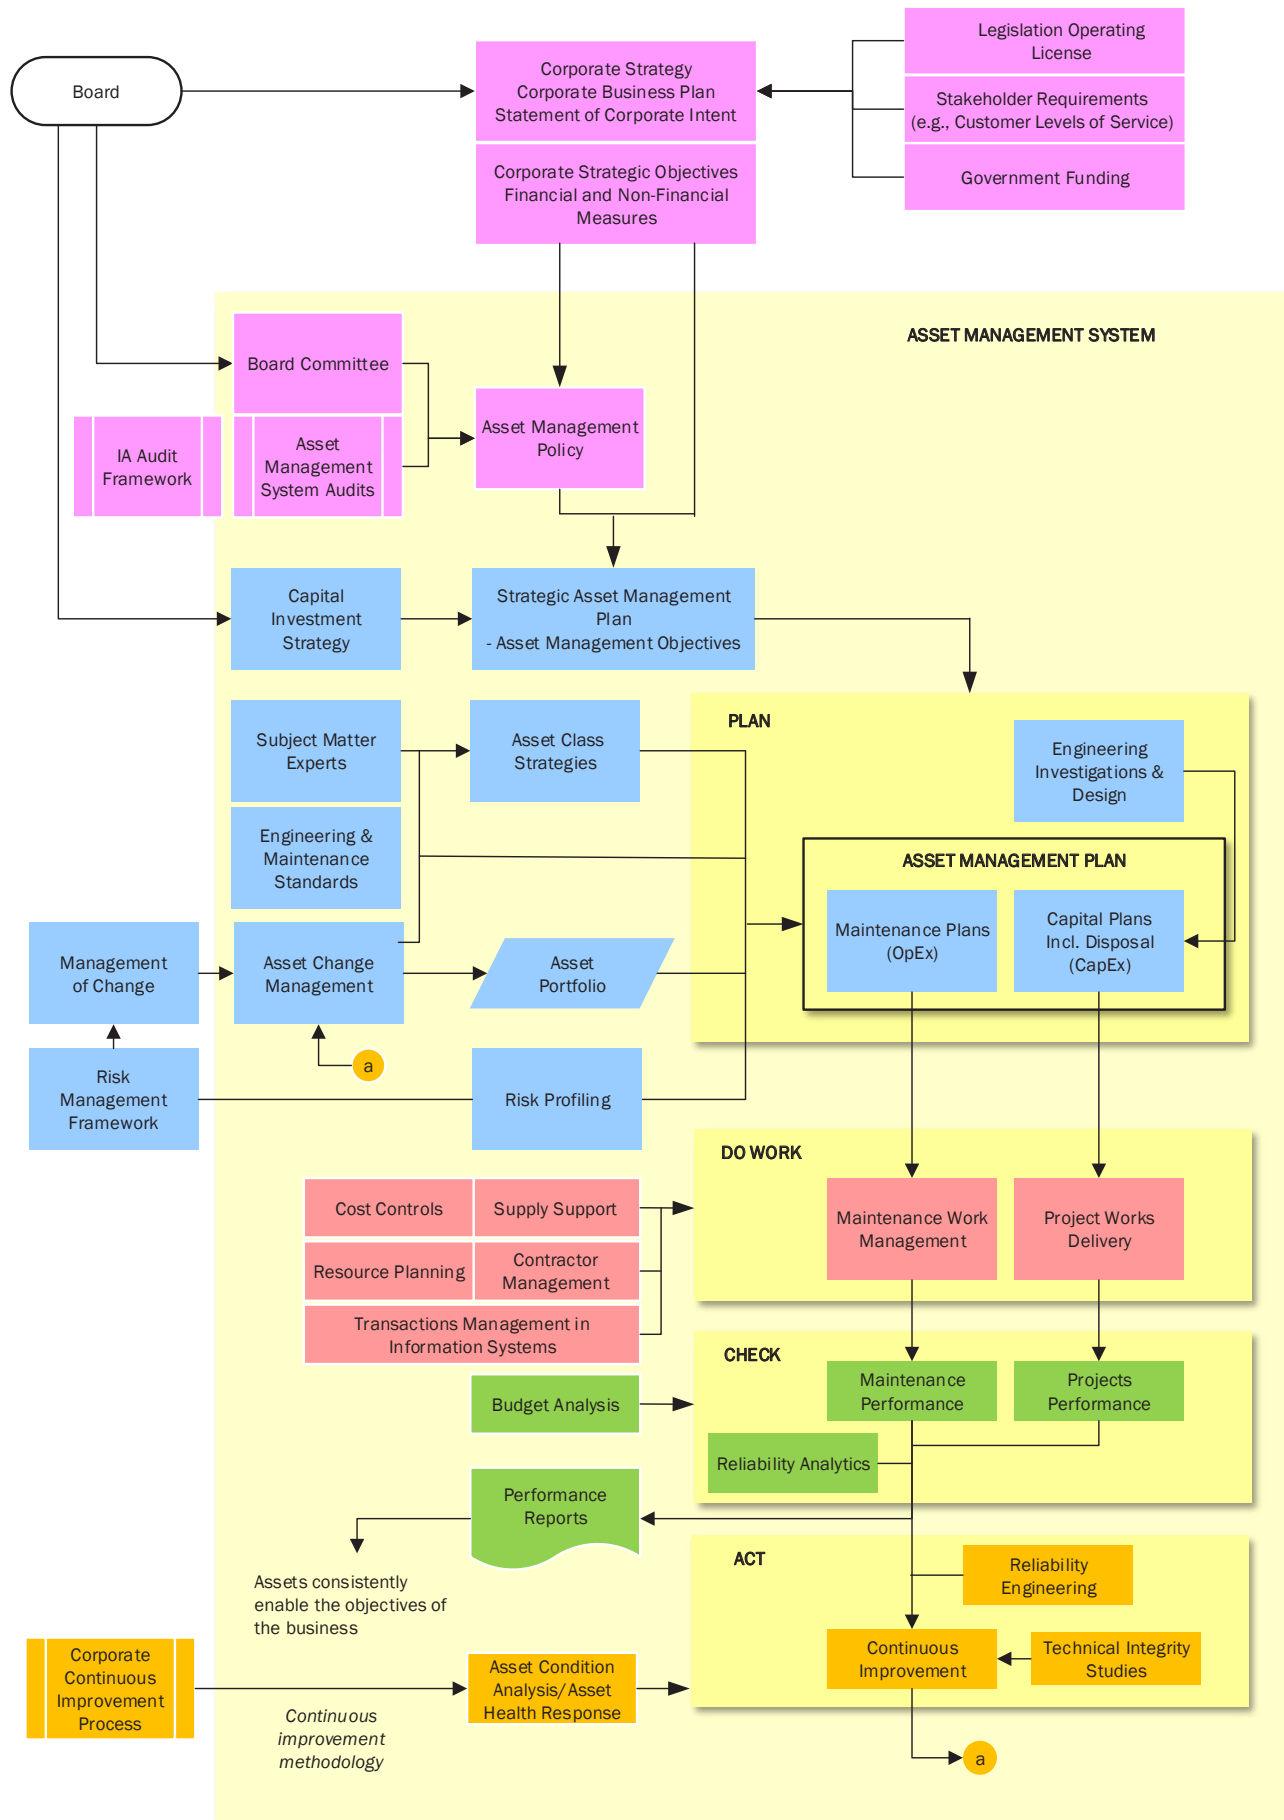 Board
Corporate Strategy
Corporate Business Plan
Statement of Corporate Intent
Corporate Strategic Objectives
Financial and Non-Financial
Measures
Legislation Operating
License
Stakeholder Requirements
(e.g., Customer Levels of Service)
Government Funding
ASSET MANAGEMENT SYSTEM
Board Committee
IA Audit
Framework
Asset
Management
System Audits
Asset Management
Policy
Capital
Investment
Strategy
Strategic Asset Management
Plan
- Asset Management Objectives
Subject Matter
Experts
Asset Class
Strategies
Engineering &
Maintenance
Standards
PLAN
Engineering
Investigations &
Design
ASSET MANAGEMENT PLAN
Maintenance Plans
(OpEx)
Capital Plans
Incl. Disposal
(CapEx)
Management
of Change
Asset Change
Management
Asset
Portfolio
a
Risk
Management
Framework
Risk Profiling
DO WORK
Cost Controls
Supply Support
Resource Planning
Contractor
Management
Transactions Management in
Information Systems
Maintenance Work
Management
Project Works
Delivery
CHECK
Budget Analysis
Maintenance
Performance
Projects
Performance
Reliability Analytics
Performance
Reports
Assets consistently
enable the objectives of
the business
ACT
Reliability
Engineering
Continuous
Improvement
Technical Integrity
Studies
Corporate
Continuous
Improvement
Process
Continuous
improvement
methodology
Asset Condition
Analysis/Asset
Health Response
a